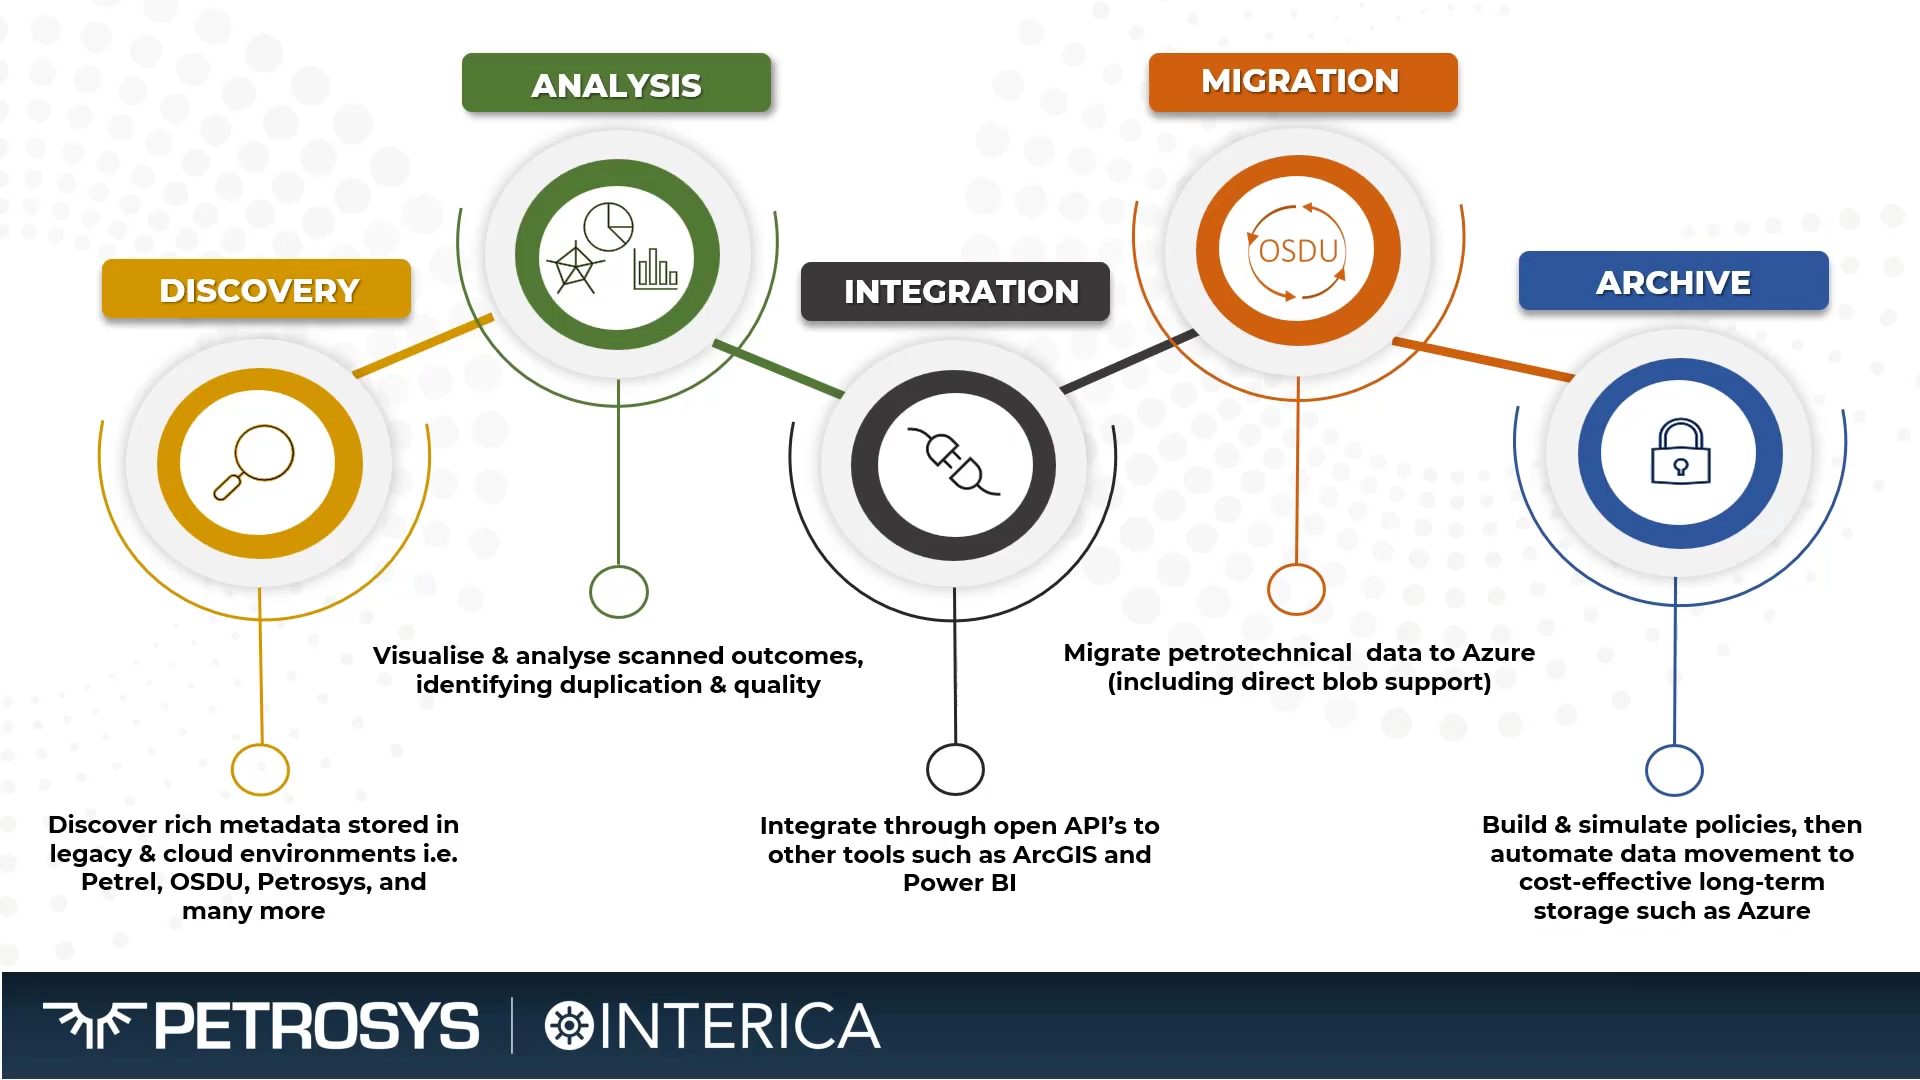 ANALYSIS
MIGRATION
OSDU
DISCOVERY
INTEGRATION
ARCHIVE
Visualise & analyse scanned outcomes,
identifying duplication & quality
Migrate petrotechnical  data to Azure
(including direct blob support)
Discover rich metadata stored in
legacy & cloud environments i.e.
Petrel, OSDU, Petrosys, and
many more
Integrate through open API’s to
other tools such as ArcGIS and
Power BI
Build & simulate policies, then
automate data movement to
cost-effective long-term
storage such as Azure
PETROSYS
INTERICA